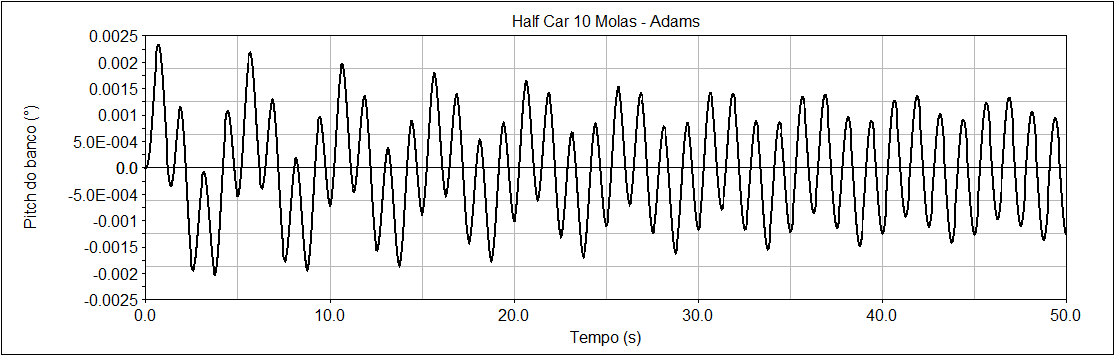 Half Car 10 Molas - Adams
0.0025
0.002
0.0015
0.001
5.0E-004
0.0
-5.0E-004
-0.001
-0.0015
-0.002
-0.0025
Pitch do banco (°)
0.0 10.0 20.0 30.0 40.0 50.0
Tempo (s)